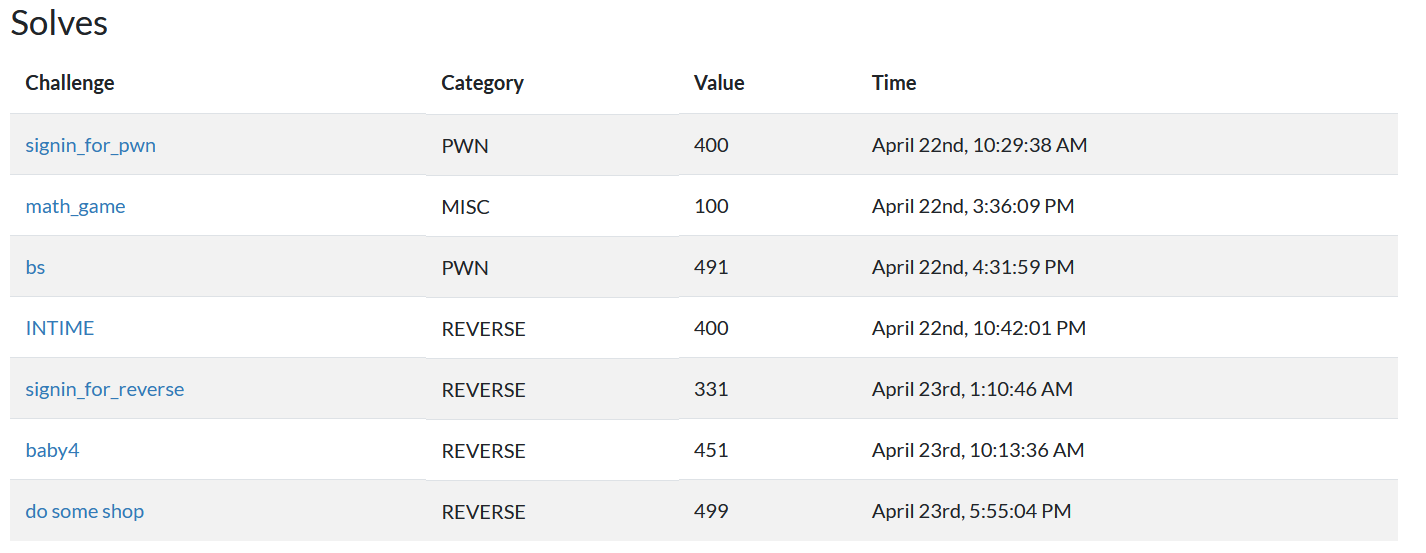 Solves
Challenge Category Value Time
signin_for_pwn PWN 400 April 22nd, 10:29:38 AM
math_game MISC 100 April 22nd, 3:36:09 PM
bs PWN 491 April 22nd, 4:31:59 PM
INTIME REVERSE 400 April 22nd, 10:42:01 PM
signin_for_reverse REVERSE 331 April 23rd, 1:10:46 AM
baby4 REVERSE 451 April 23rd, 10:13:36 AM
do some shop REVERSE 499 April 23rd, 5:55:04 PM